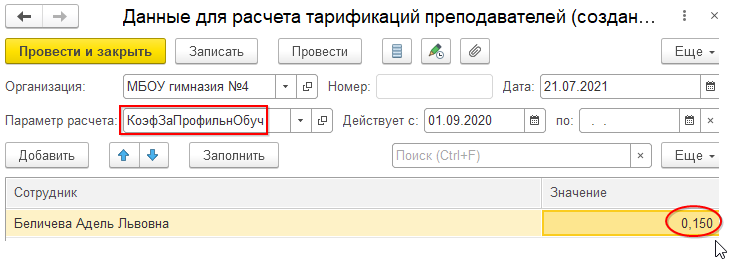 Данные для расчета тарификаций преподавателей (создан...
Провести и закрыть Записать Провести Еще
Организация: МБОУ гимназия №4 Номер: Дата: 21.07.2021
Параметр расчета: КоэфЗаПрофильнОбуч Действует с: 01.09.2020 по: . .
Добавить Заполнить Поиск (Ctrl+F) × Еще
Сотрудник Значение
Беличева Адель Львовна 0,150